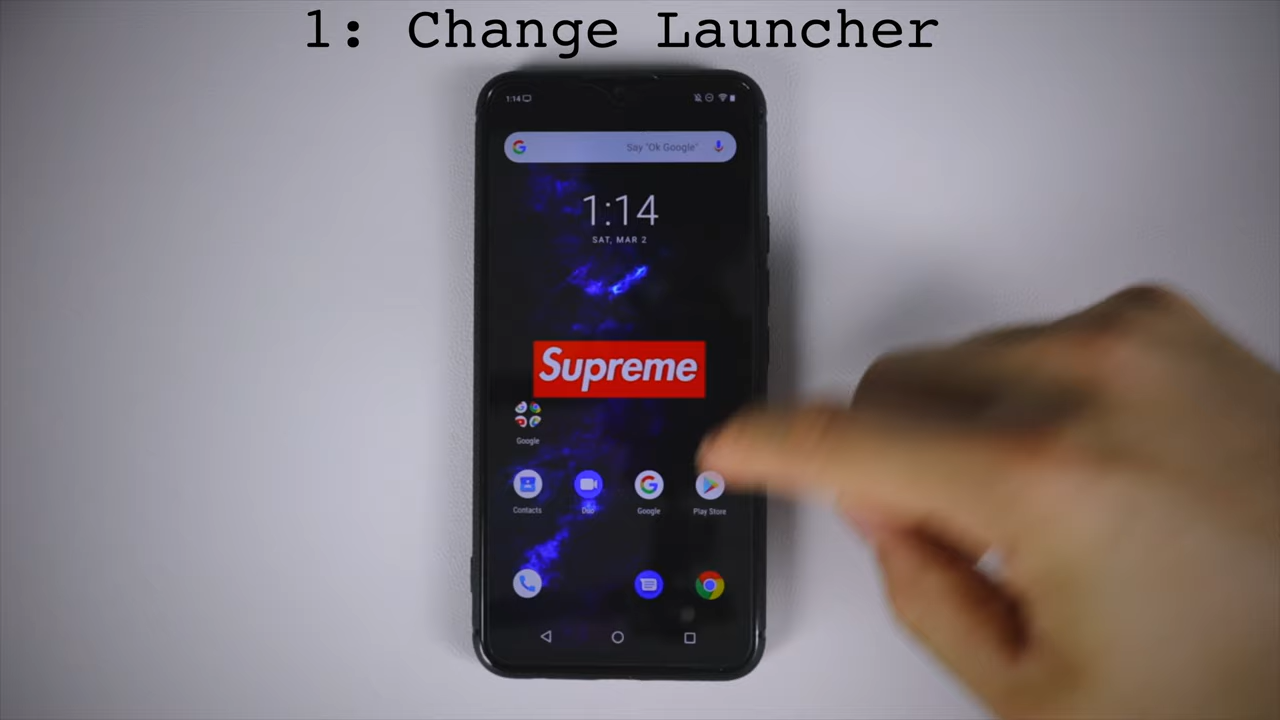 1: Change Launcher
1:14
Say "Ok Google"
1:14
SAT, MAR 2
Supreme
Google
Contacts
Duo
Google
Play Store